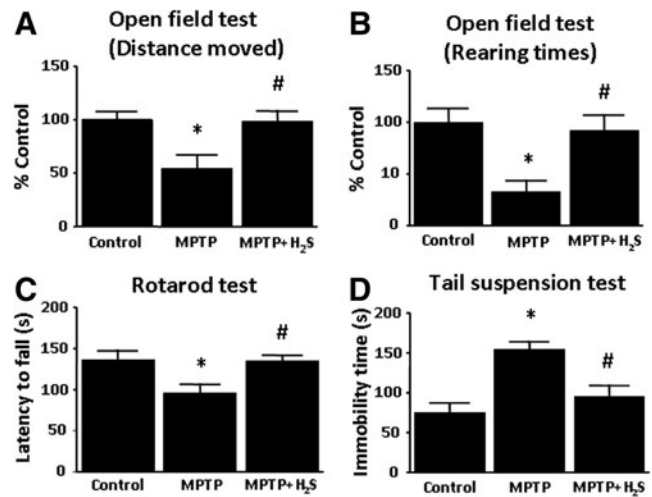 A
Open field test
(Distance moved)
% Control
150
100
50
0
*
#
Control MPTP MPTP+H₂S
B
Open field test
(Rearing times)
% Control
150
100
10
0
*
#
Control MPTP MPTP+H₂S
C
Rotarod test
Latency to fall (s)
200
150
100
50
0
*
#
Control MPTP MPTP+H₂S
D
Tail suspension test
Immobility time (s)
200
150
100
50
0
*
#
Control MPTP MPTP+H₂S